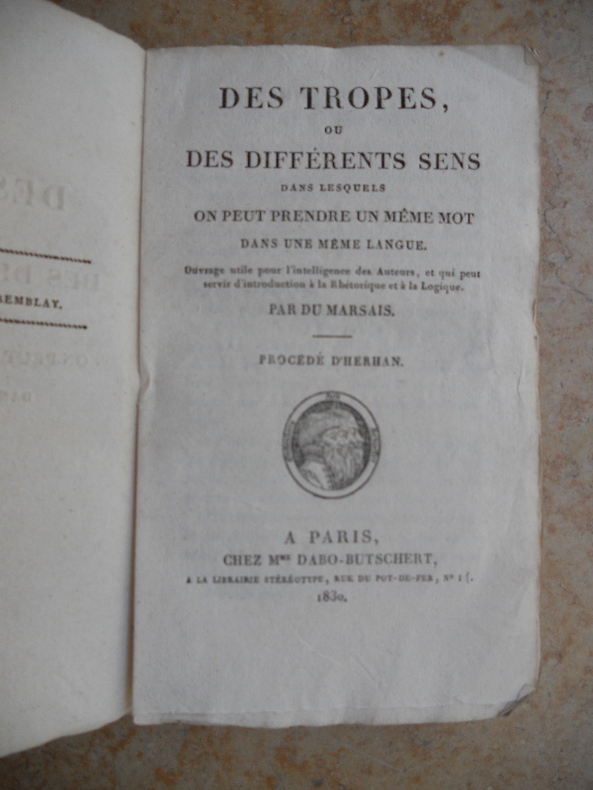 EMBLAY.
DES TROPES,
OU
DES DIFFÉRENTS SENS
DANS LESQUELS
ON PEUT PRENDRE UN MÊME MOT
DANS UNE MÊME LANGUE.
Ouvrage utile pour l'intelligence des Auteurs, et qui peut
servir d'introduction à la Rhétorique et à la Logique.
PAR DU MARSAIS.
PROCÉDÉ D'HERHAN.
A PARIS,
CHEZ Mme DABO-BUTSCHERT,
A LA LIBRAIRIE STÉRÉOTYPE, RUE DU POT-DE-FER, N°
1830.